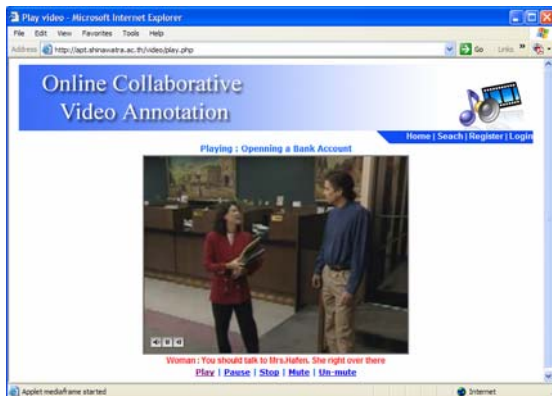 Play video - Microsoft Internet Explorer
File Edit View Favorites Tools Help
Address http://apt.shinawatra.ac.th/video/play.php Go Links »
Online Collaborative
Video Annotation
Home | Seach | Register | Login
Playing : Openning a Bank Account
Woman : You should talk to Mrs.Hafen. She right over there
Play | Pause | Stop | Mute | Un-mute
Applet mediaframe started Internet